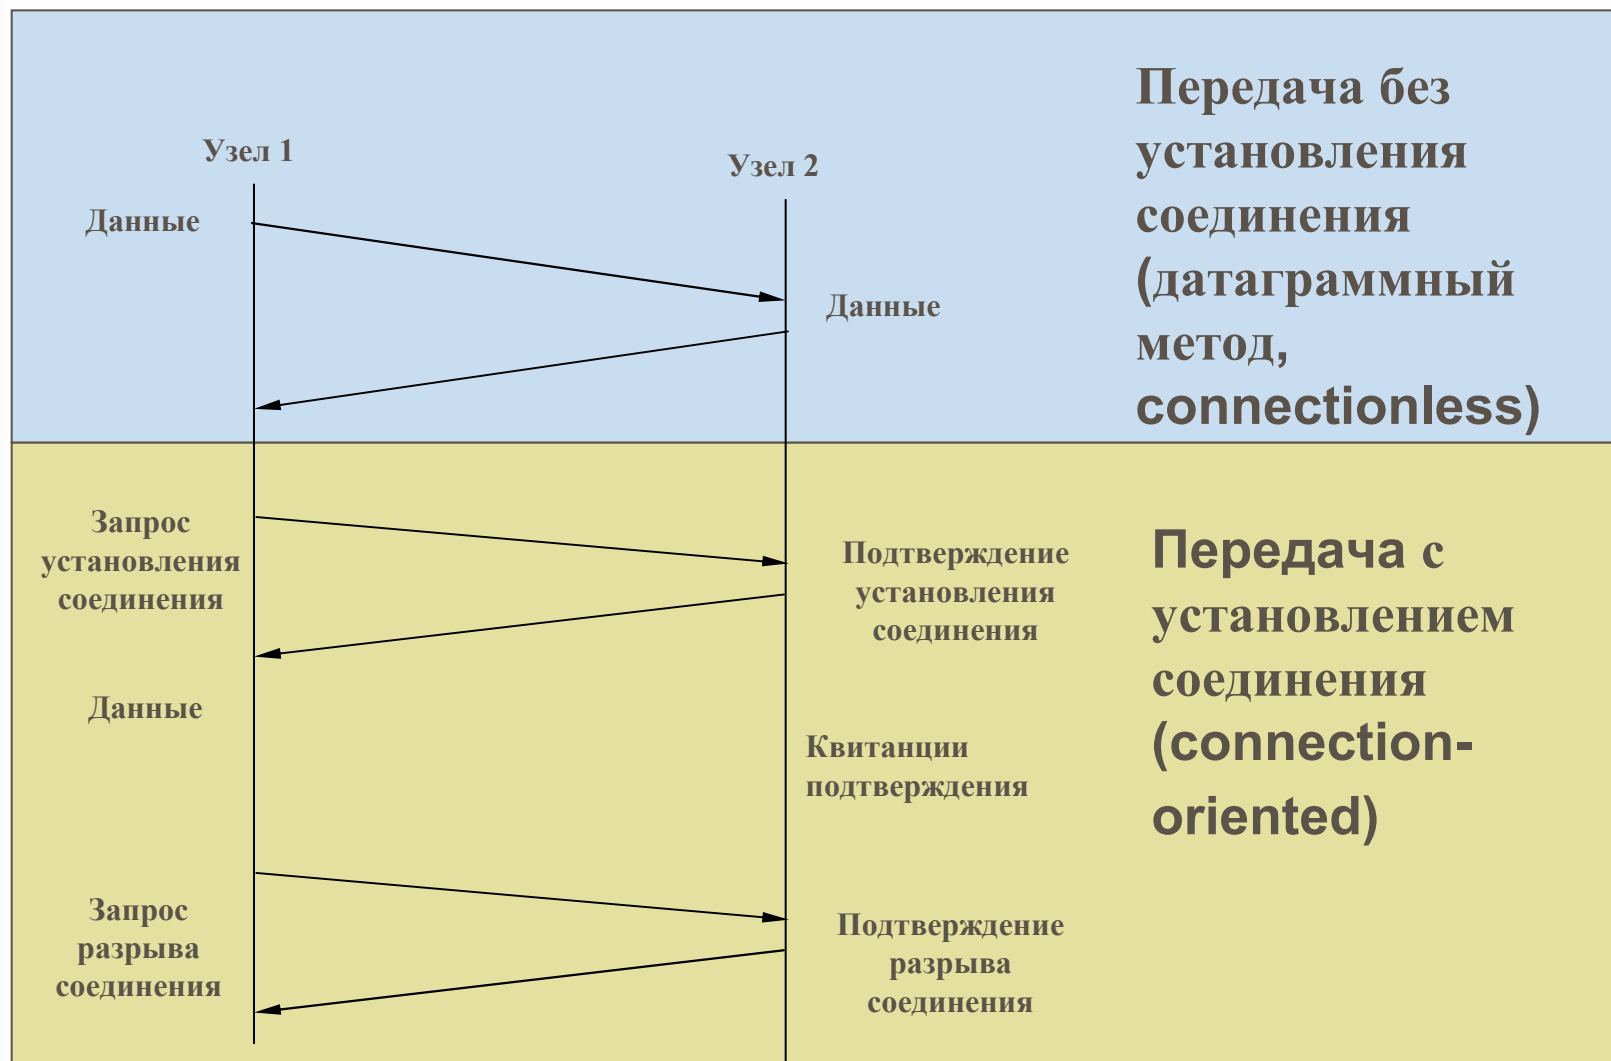 Передача без
установления
соединения
(датаграммный
метод,
connectionless)
Узел 1
Узел 2
Данные
Данные
Запрос
установления
соединения
Подтверждение
установления
соединения
Передача с
установлением
соединения
(connection-
oriented)
Данные
Квитанции
подтверждения
Запрос
разрыва
соединения
Подтверждение
разрыва
соединения